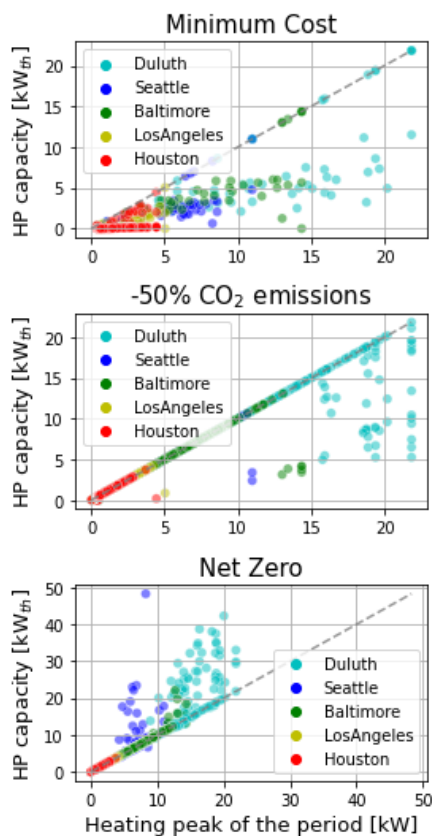 Minimum Cost
HP capacity [kW_th]
20
15
10
5
0
Duluth
Seattle
Baltimore
LosAngeles
Houston
0 5 10 15 20
-50% CO₂ emissions
HP capacity [kW_th]
20
15
10
5
0
Duluth
Seattle
Baltimore
LosAngeles
Houston
0 5 10 15 20
Net Zero
HP capacity [kW_th]
50
40
30
20
10
0
Duluth
Seattle
Baltimore
LosAngeles
Houston
0 10 20 30 40 50
Heating peak of the period [kW]